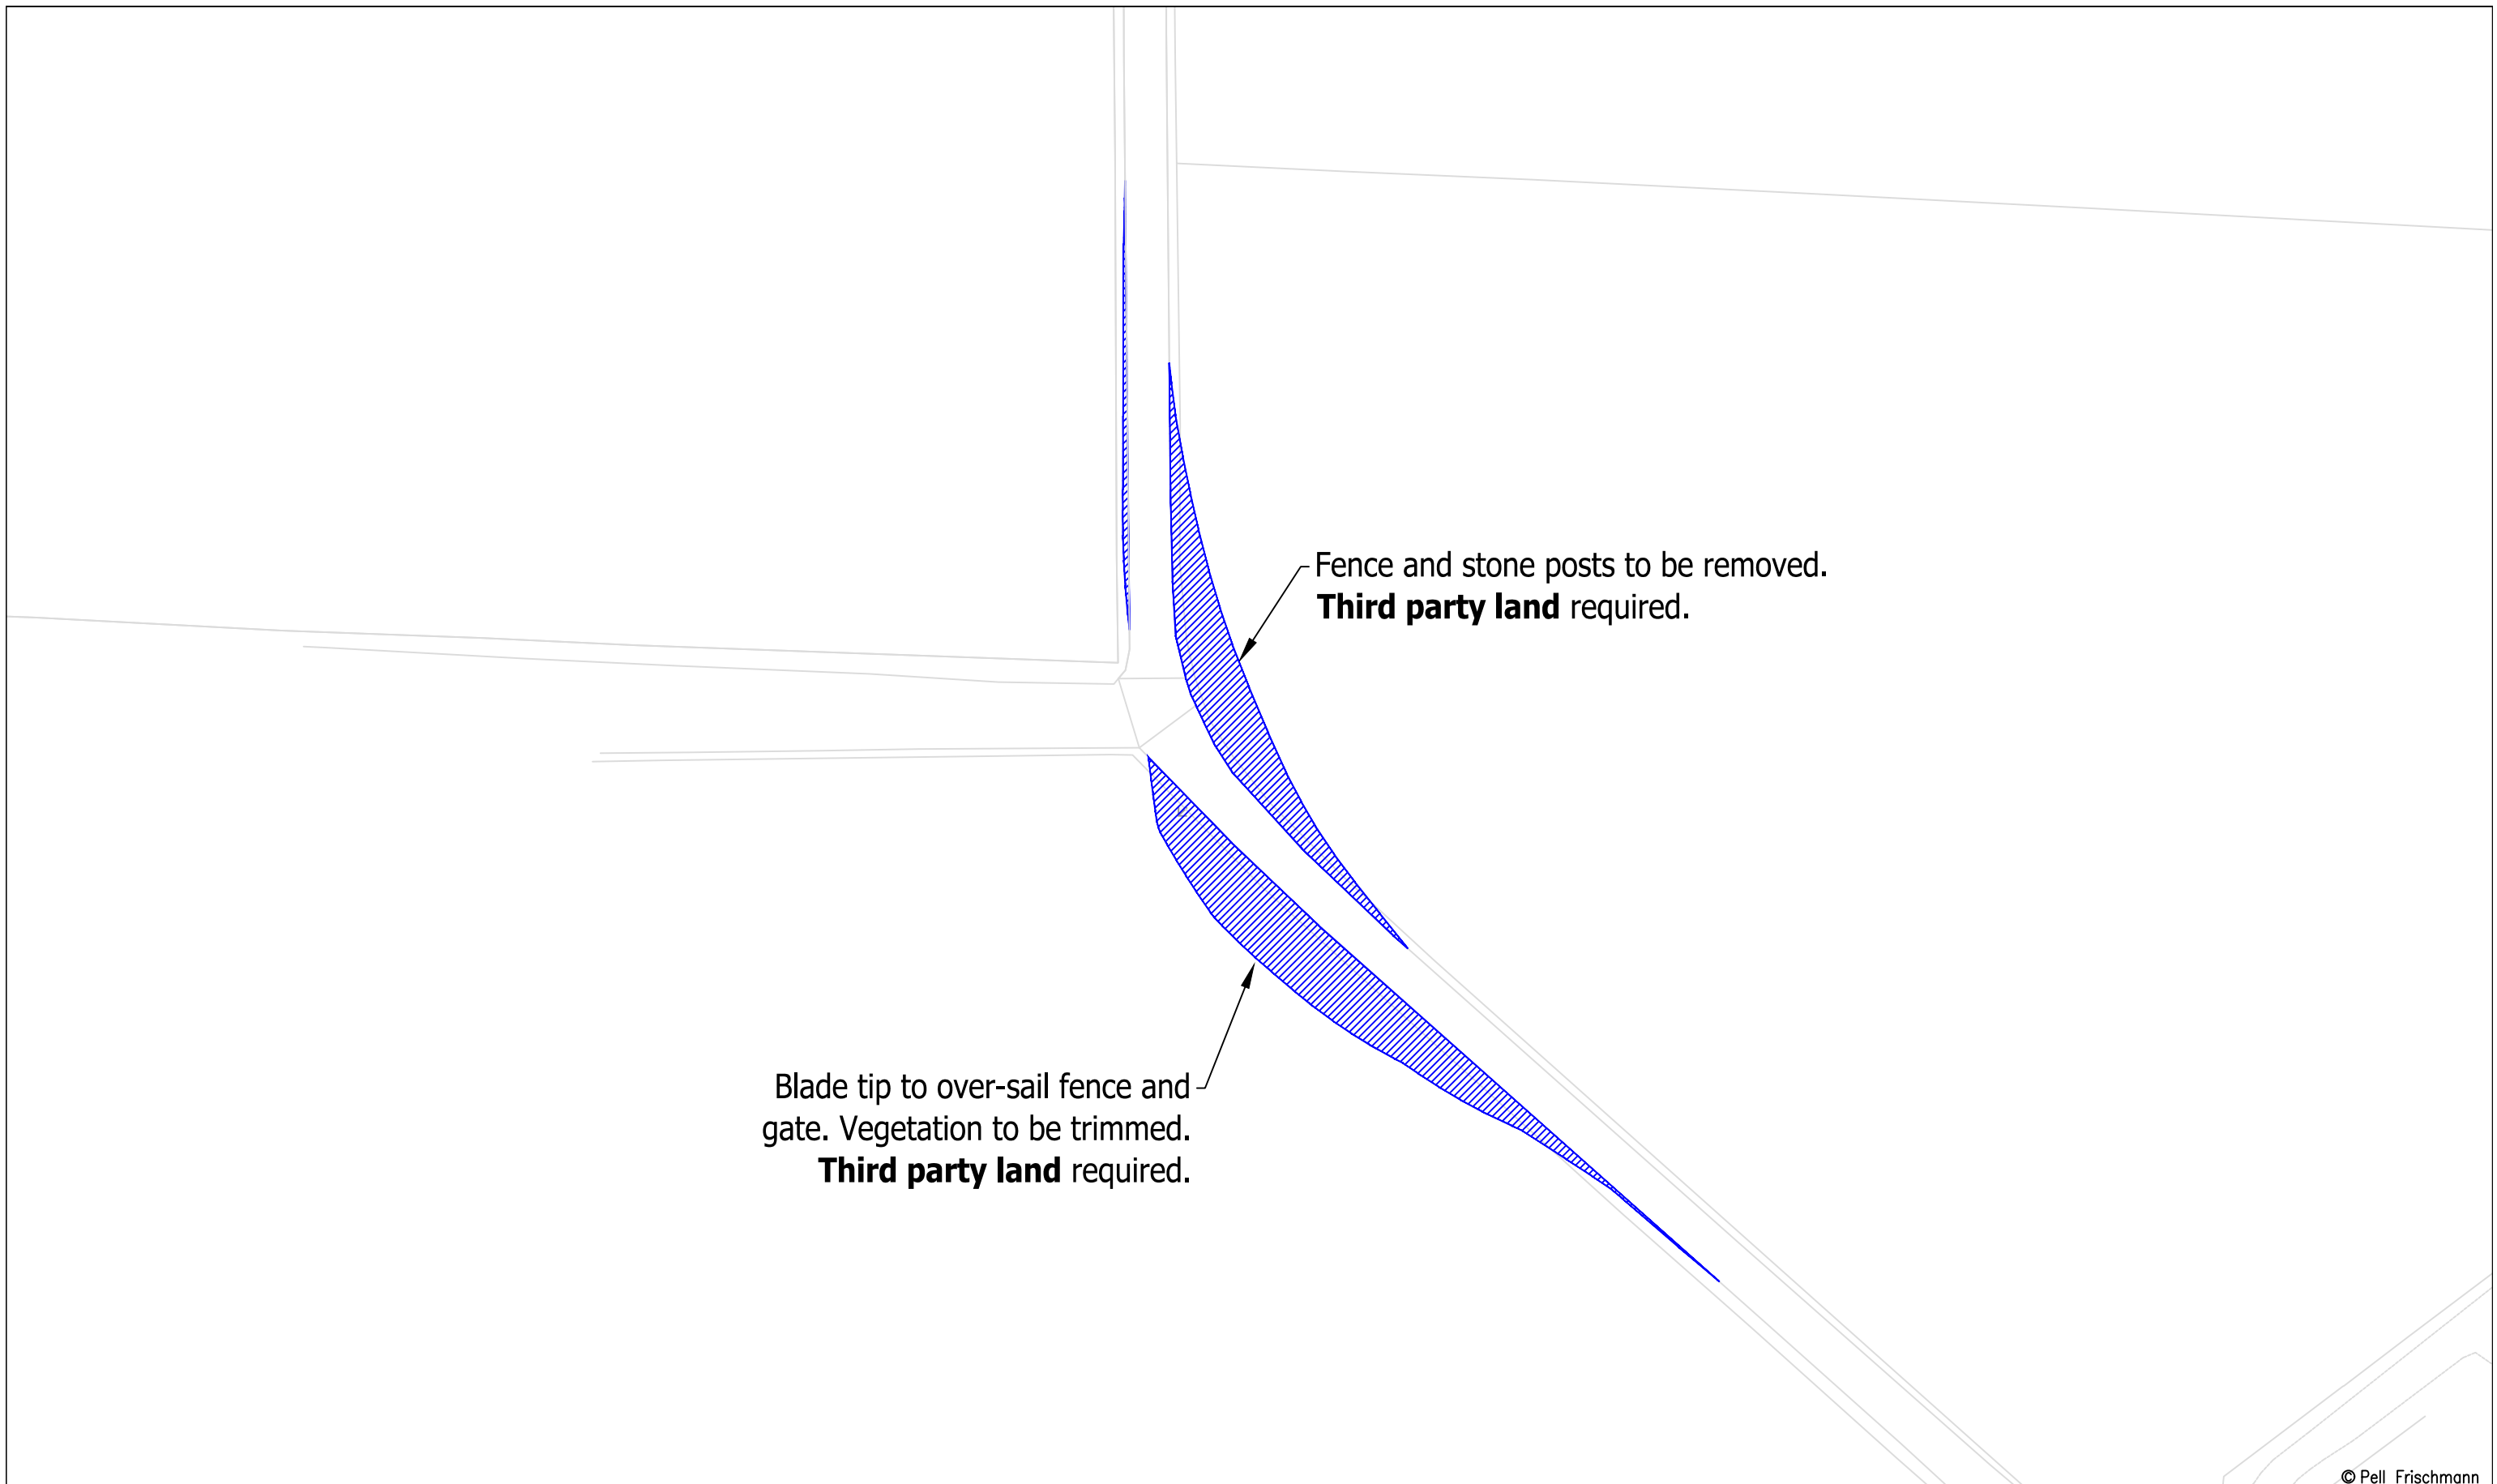 Fence and stone posts to be removed.
Third party land required.
Blade tip to over-sail fence and
gate. Vegetation to be trimmed.
Third party land required.
© Pell Frischmann